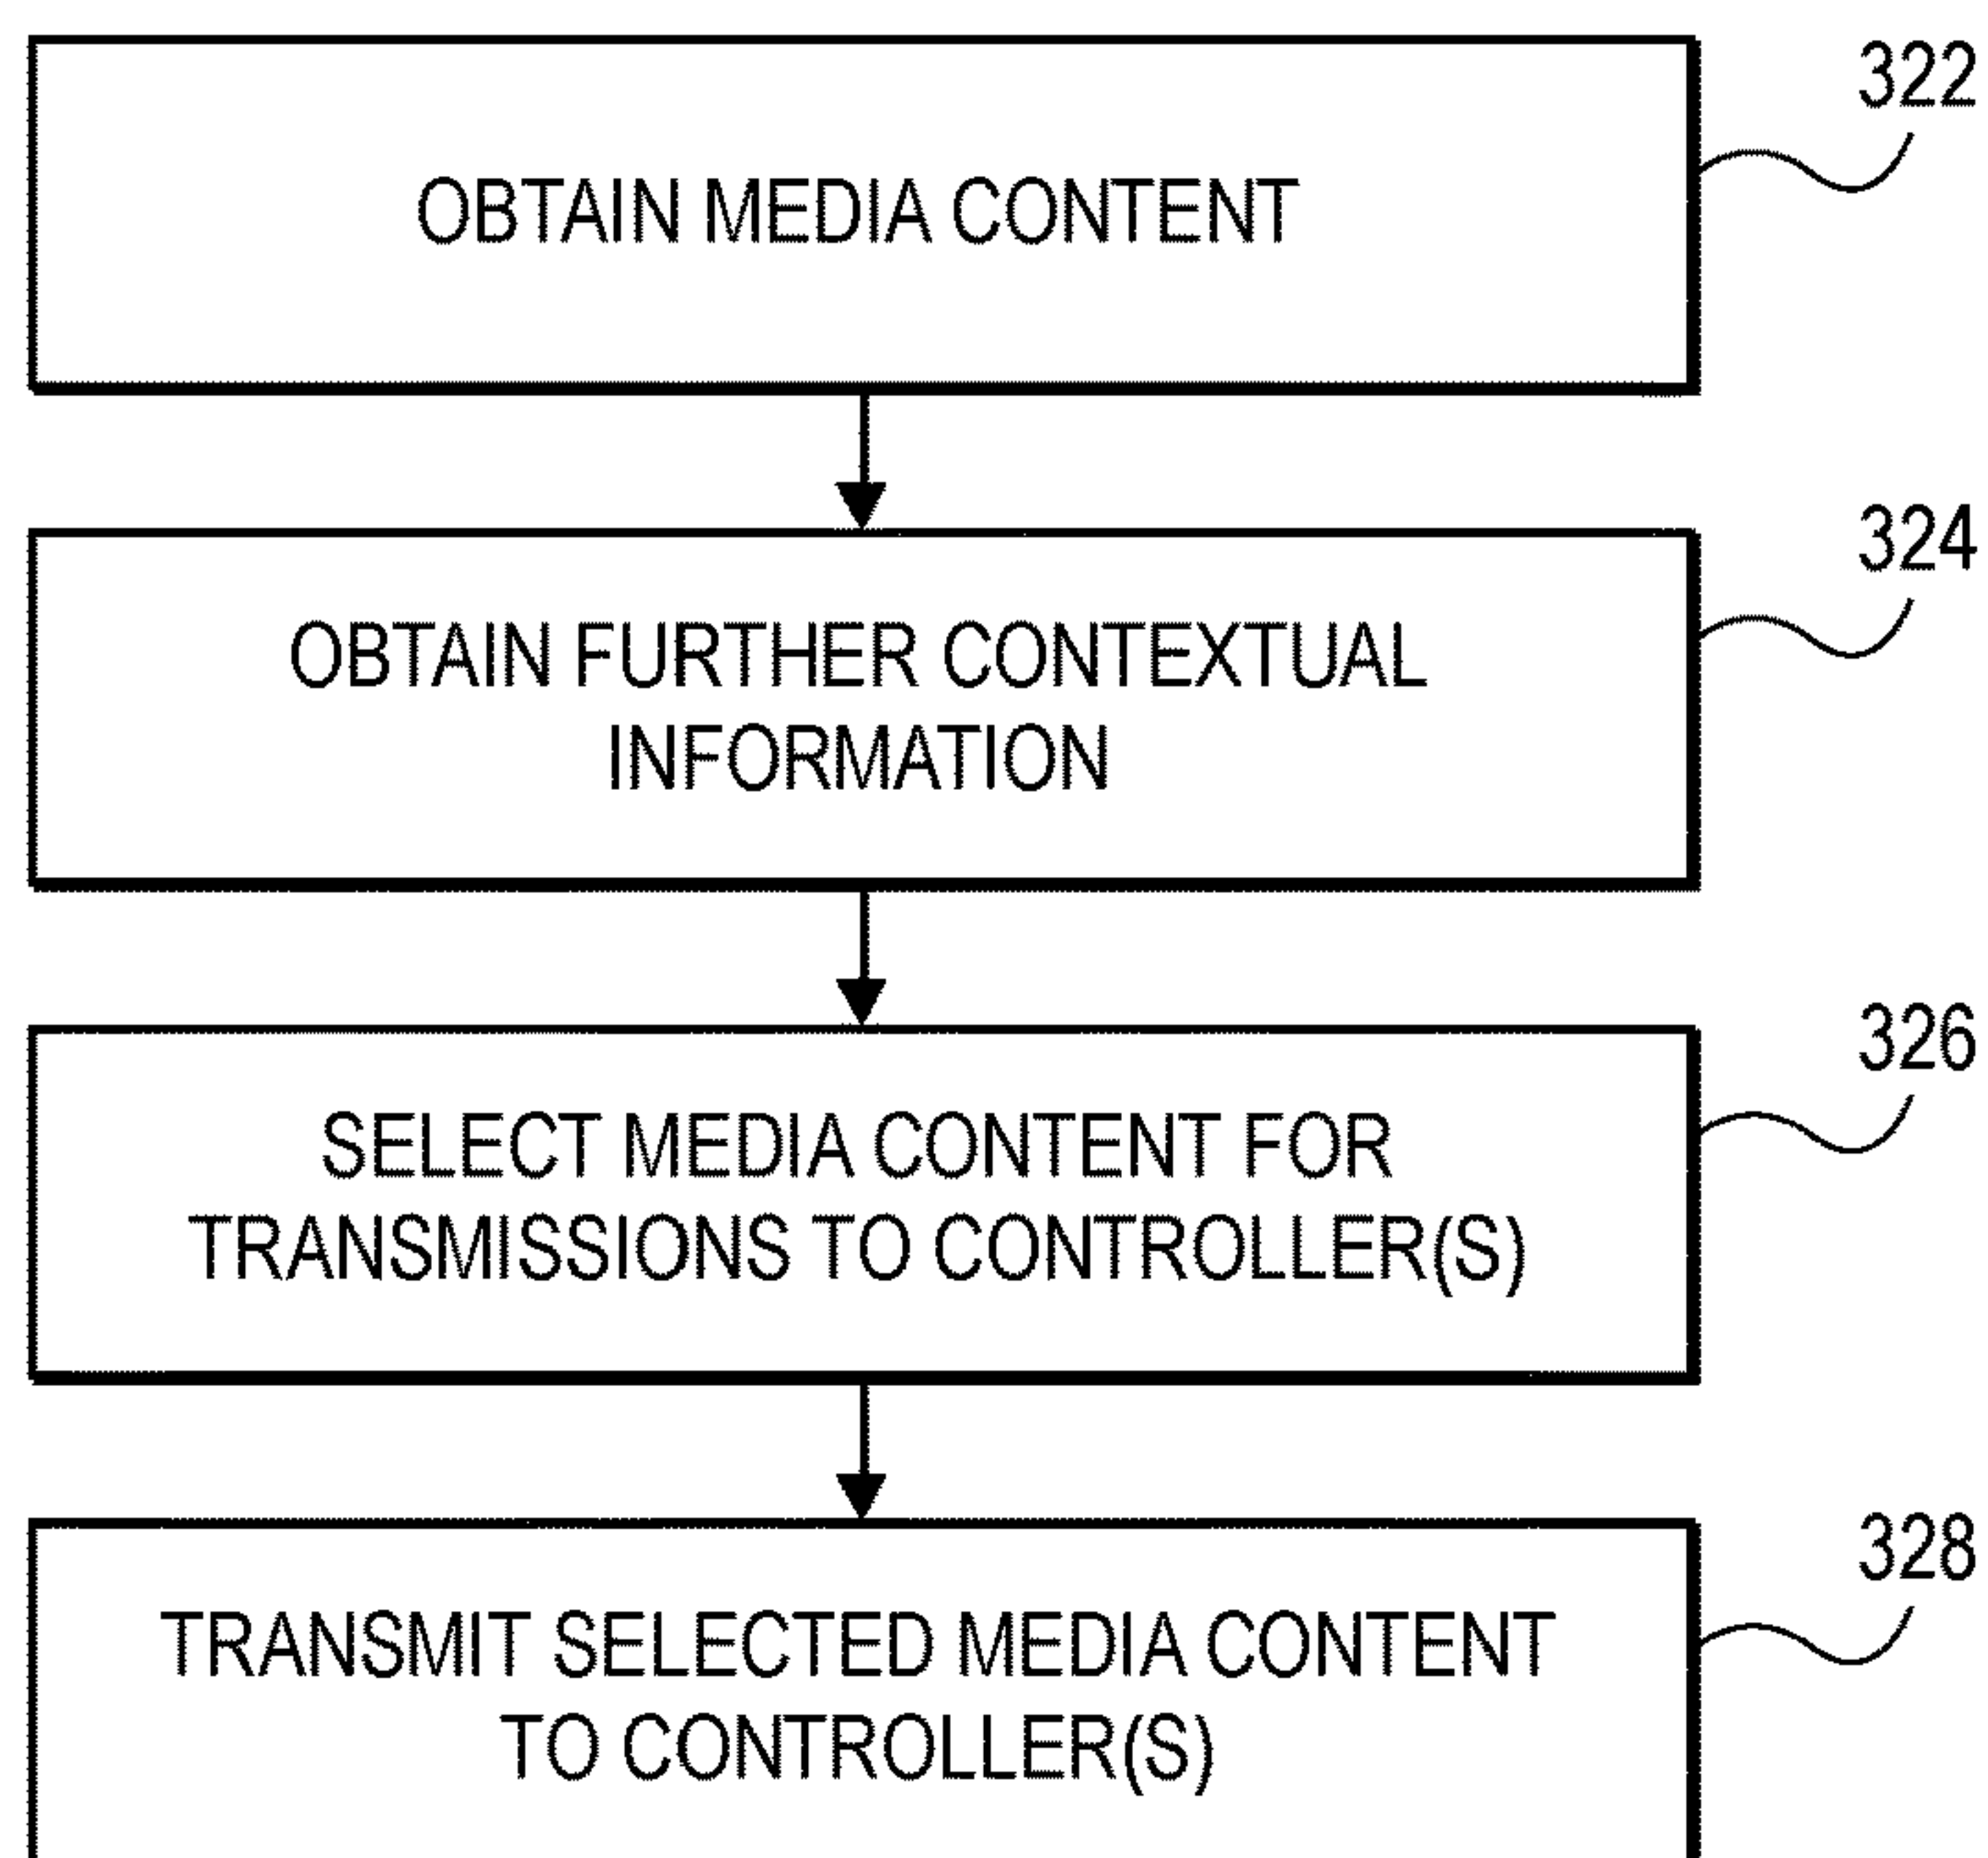 322
OBTAIN MEDIA CONTENT
324
OBTAIN FURTHER CONTEXTUAL
INFORMATION
326
SELECT MEDIA CONTENT FOR
TRANSMISSIONS TO CONTROLLER(S)
328
TRANSMIT SELECTED MEDIA CONTENT
TO CONTROLLER(S)